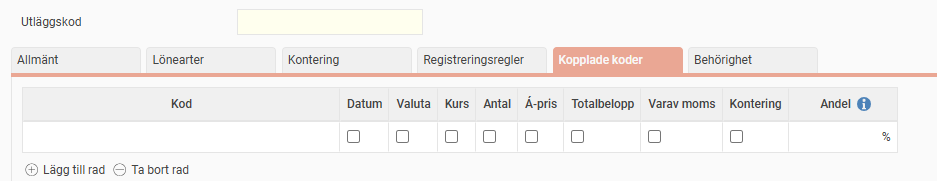 Utläggskod
Allmänt Lönearter Kontering Registreringsregler Kopplade koder Behörighet
Kod Datum Valuta Kurs Antal Á-pris Totalbelopp Varav moms Kontering Andel i
%
Lägg till rad Ta bort rad